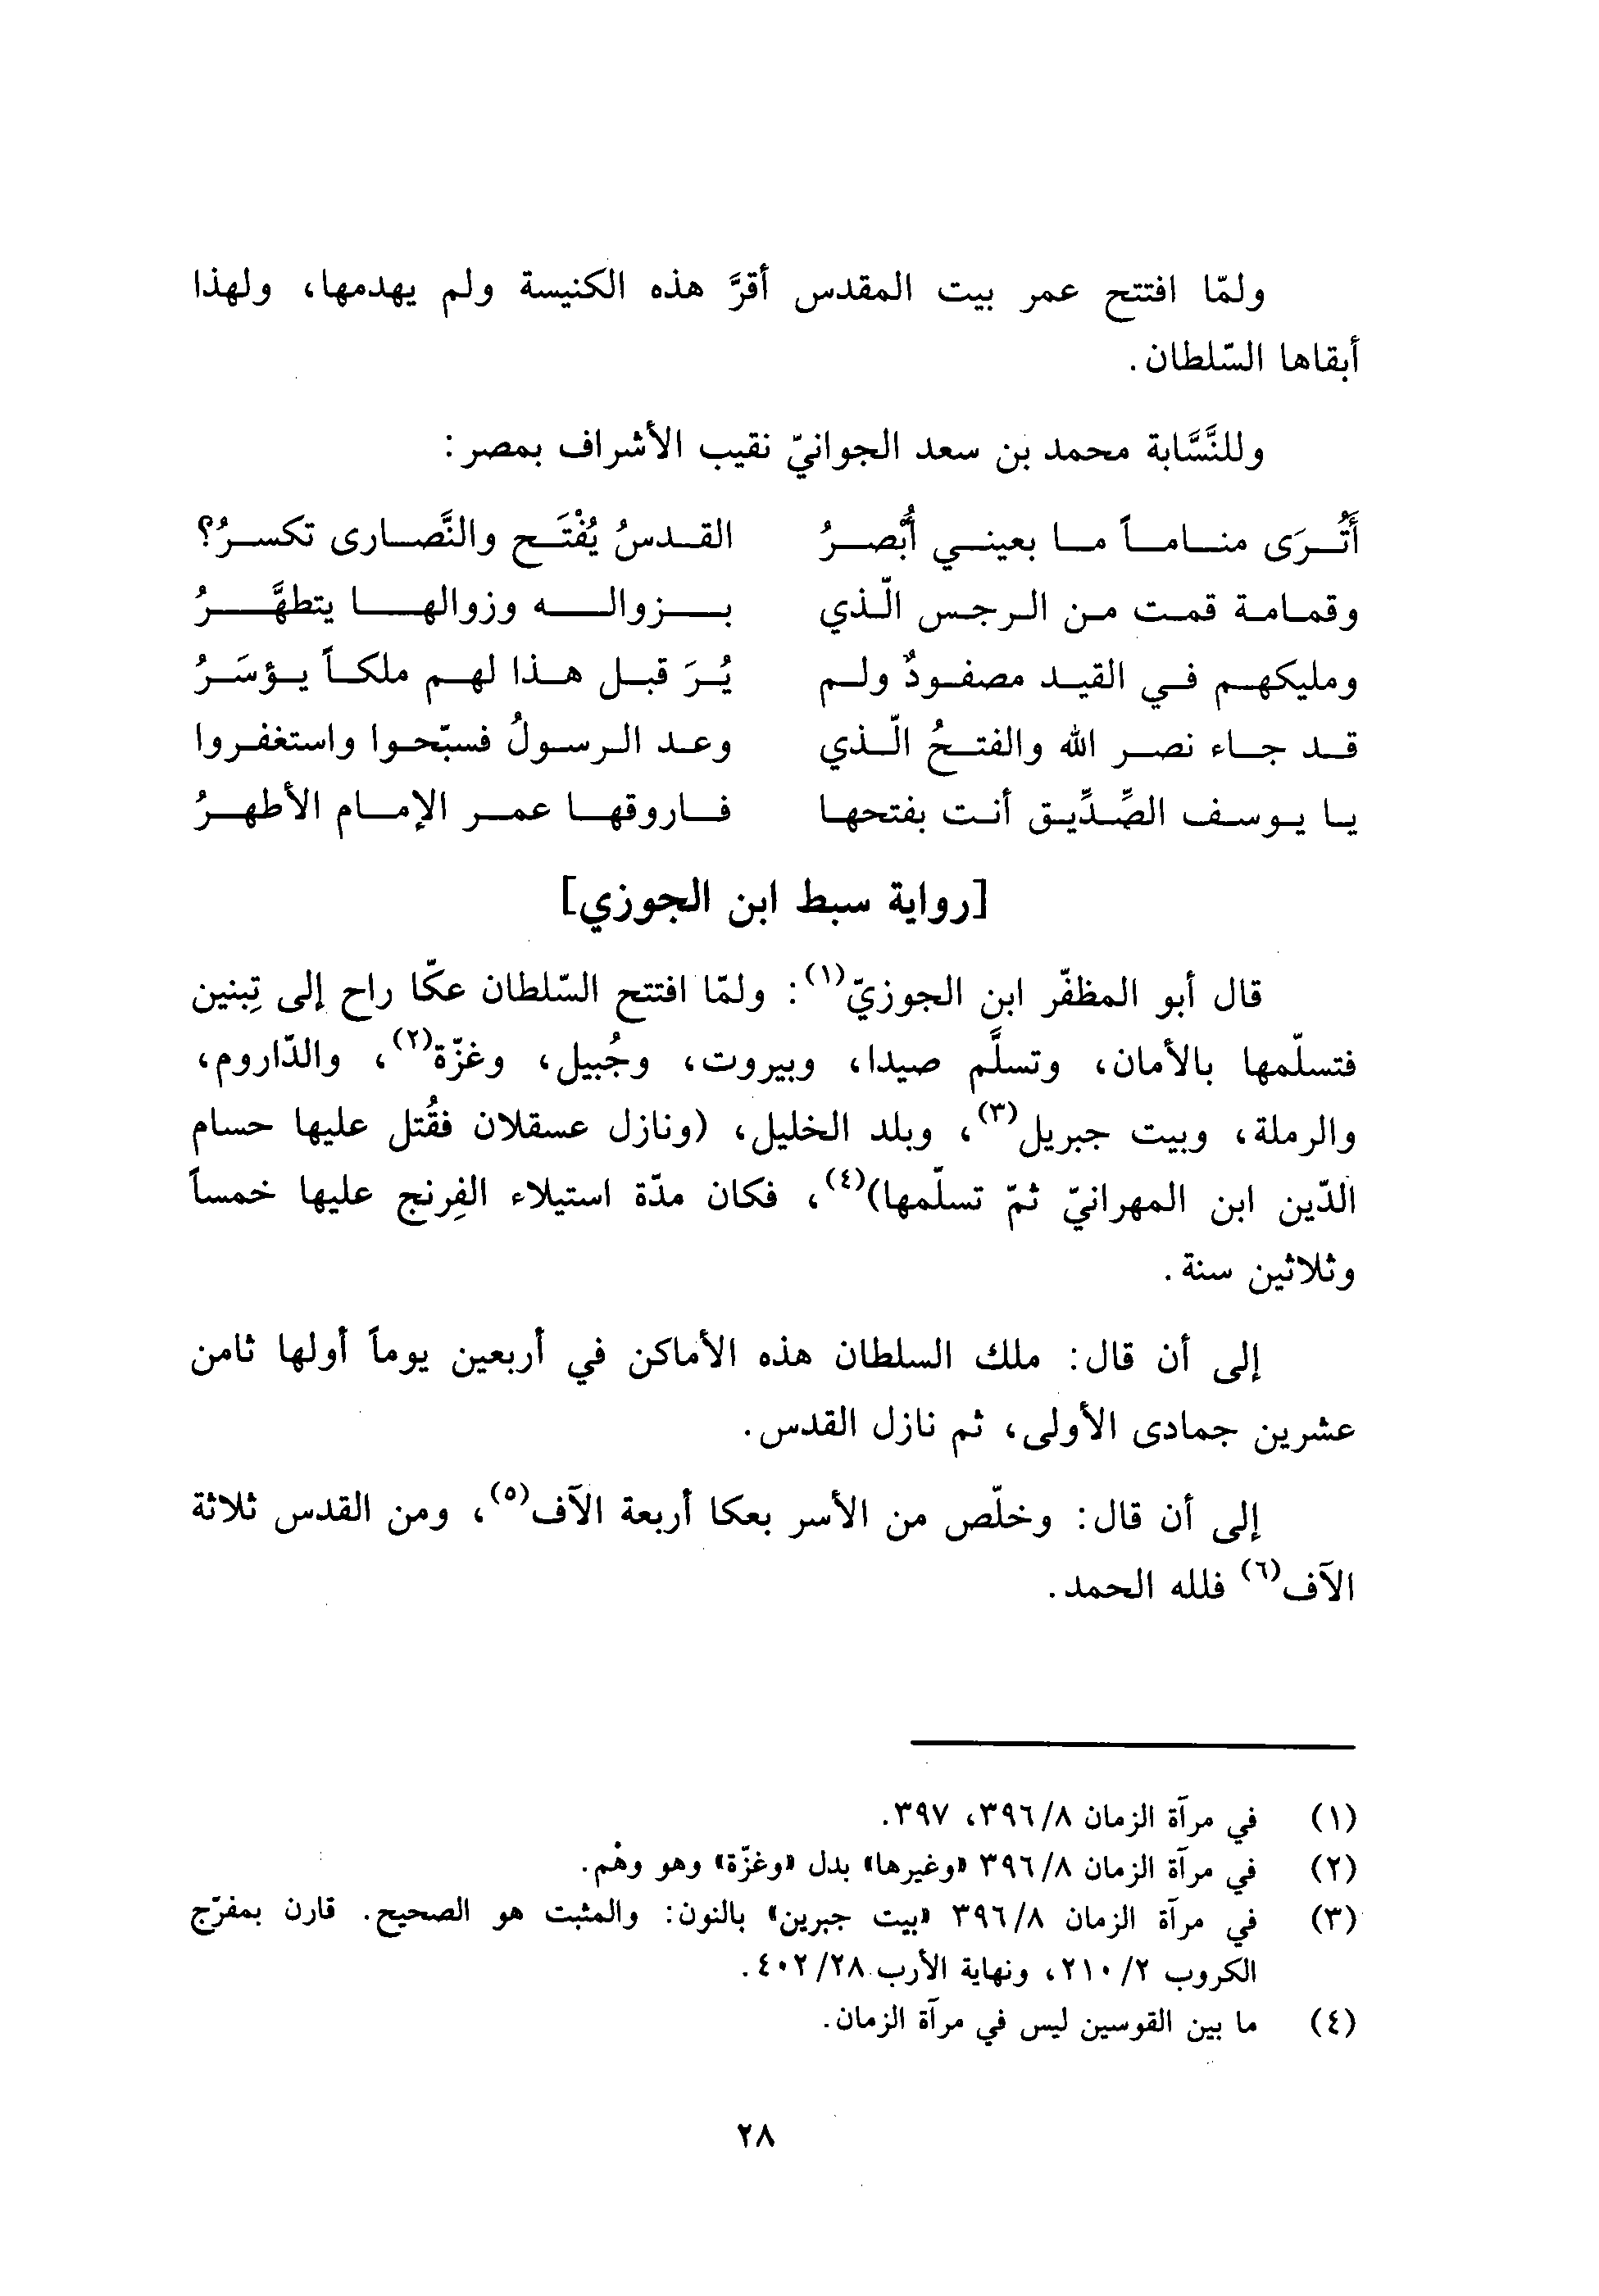 ولمّا افتتح عمر بيت المقدس أقرَّ هذه الكنيسة ولم يهدمها، ولهذا
أبقاها السّلطان.
وللنَّسَّابة محمد بن سعد الجوانيّ نقيب الأشراف بمصر:
أَتُرَى مناماً ما بعيني أُبْصرُ القدسُ يُفْتَح والنَّصارى تكسرُ؟
وقمامة قمت من الرجس الّذي بزواله وزوالها يتطهَّرُ
ومليكهم في القيد مصفودٌ ولم يُرَ قبل هذا لهم ملكاً يؤسَرُ
قد جاء نصر الله والفتحُ الّذي وعد الرسولُ فسبّحوا واستغفروا
يا يوسف الصِّدِّيق أنت بفتحها فاروقها عمر الإمام الأطهرُ
[رواية سبط ابن الجوزي]
قال أبو المظفّر ابن الجوزيّ(١): ولمّا افتتح السّلطان عكّا راح إلى تِبنين
فتسلّمها بالأمان، وتسلَّم صيدا، وبيروت، وجُبيل، وغزّة(٢)، والدّاروم،
والرملة، وبيت جبريل(٣)، وبلد الخليل، (ونازل عسقلان فقُتل عليها حسام
الدّين ابن المهرانيّ ثمّ تسلّمها)(٤)، فكان مدّة استيلاء الفِرنج عليها خمساً
وثلاثين سنة.
إلى أن قال: ملك السلطان هذه الأماكن في أربعين يوماً أولها ثامن
عشرين جمادى الأولى، ثم نازل القدس.
إلى أن قال: وخلّص من الأسر بعكا أربعة الآف(٥)، ومن القدس ثلاثة
الآف(٦) فلله الحمد.
(١) في مرآة الزمان ٣٩٦/٨، ٣٩٧.
(٢) في مرآة الزمان ٣٩٦/٨ «وغيرها» بدل «وغزّة» وهو وهْم.
(٣) في مرآة الزمان ٣٩٦/٨ «بيت جبرين» بالنون: والمثبت هو الصحيح. قارن بمفرّج
الكروب ٢١٠/٢، ونهاية الأرب ٤٠٢/٢٨.
(٤) ما بين القوسين ليس في مرآة الزمان.
٢٨